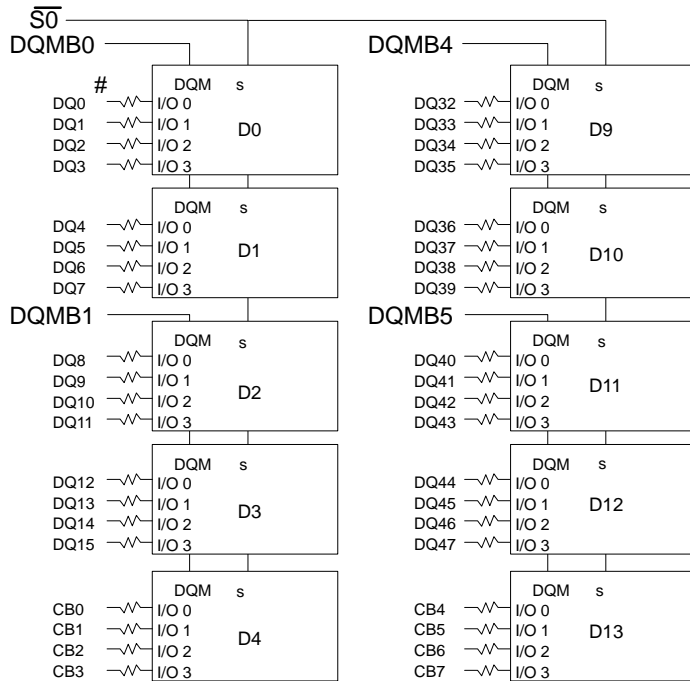 S0
DQMB0
DQMB4
#
DQM s
DQ0 I/O 0
DQ1 I/O 1
DQ2 I/O 2
DQ3 I/O 3
D0
DQM s
DQ4 I/O 0
DQ5 I/O 1
DQ6 I/O 2
DQ7 I/O 3
D1
DQMB1
DQM s
DQ8 I/O 0
DQ9 I/O 1
DQ10 I/O 2
DQ11 I/O 3
D2
DQM s
DQ12 I/O 0
DQ13 I/O 1
DQ14 I/O 2
DQ15 I/O 3
D3
DQM s
CB0 I/O 0
CB1 I/O 1
CB2 I/O 2
CB3 I/O 3
D4
DQM s
DQ32 I/O 0
DQ33 I/O 1
DQ34 I/O 2
DQ35 I/O 3
D9
DQM s
DQ36 I/O 0
DQ37 I/O 1
DQ38 I/O 2
DQ39 I/O 3
D10
DQMB5
DQM s
DQ40 I/O 0
DQ41 I/O 1
DQ42 I/O 2
DQ43 I/O 3
D11
DQM s
DQ44 I/O 0
DQ45 I/O 1
DQ46 I/O 2
DQ47 I/O 3
D12
DQM s
CB4 I/O 0
CB5 I/O 1
CB6 I/O 2
CB7 I/O 3
D13